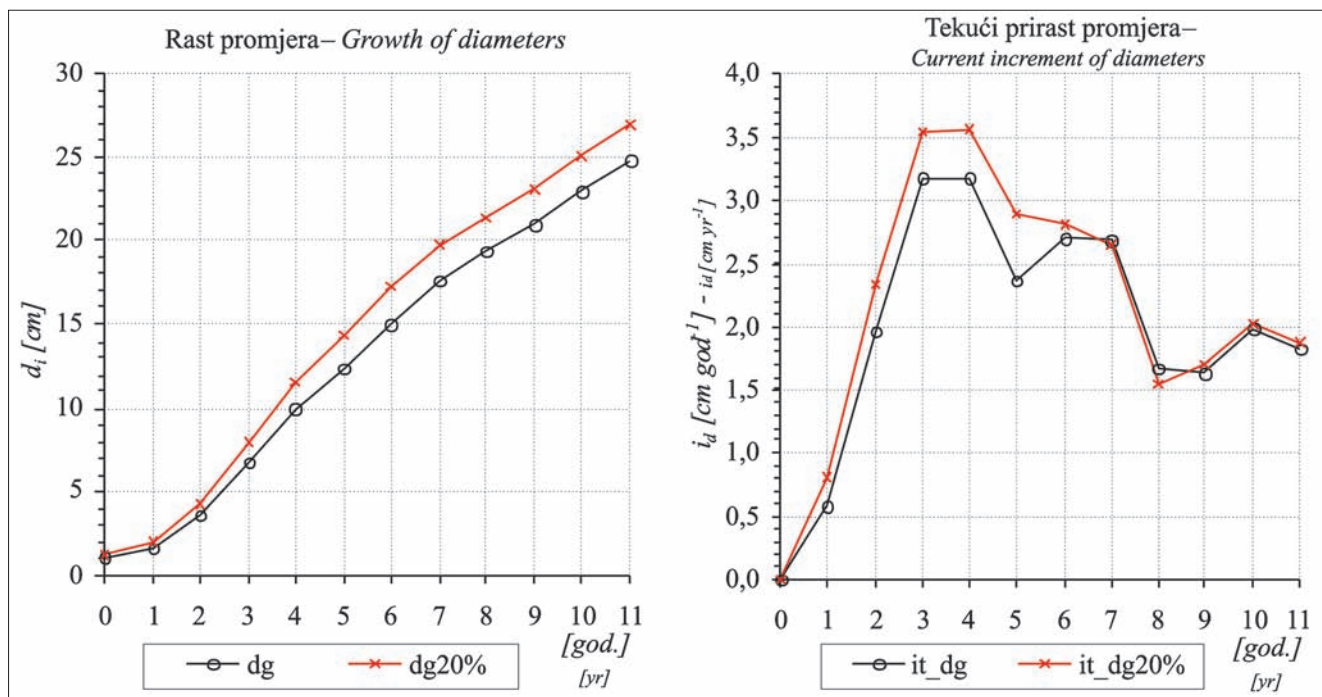 Rast promjera– Growth of diameters
30
25
20
15
10
5
0
d_i [cm]
0 1 2 3 4 5 6 7 8 9 10 11
[god.]
[yr]
dg dg20%
Tekući prirast promjera–
Current increment of diameters
4,0
3,5
3,0
2,5
2,0
1,5
1,0
0,5
0,0
i_d [cm god⁻¹] - i_d [cm yr⁻¹]
0 1 2 3 4 5 6 7 8 9 10 11
[god.]
[yr]
it_dg it_dg20%